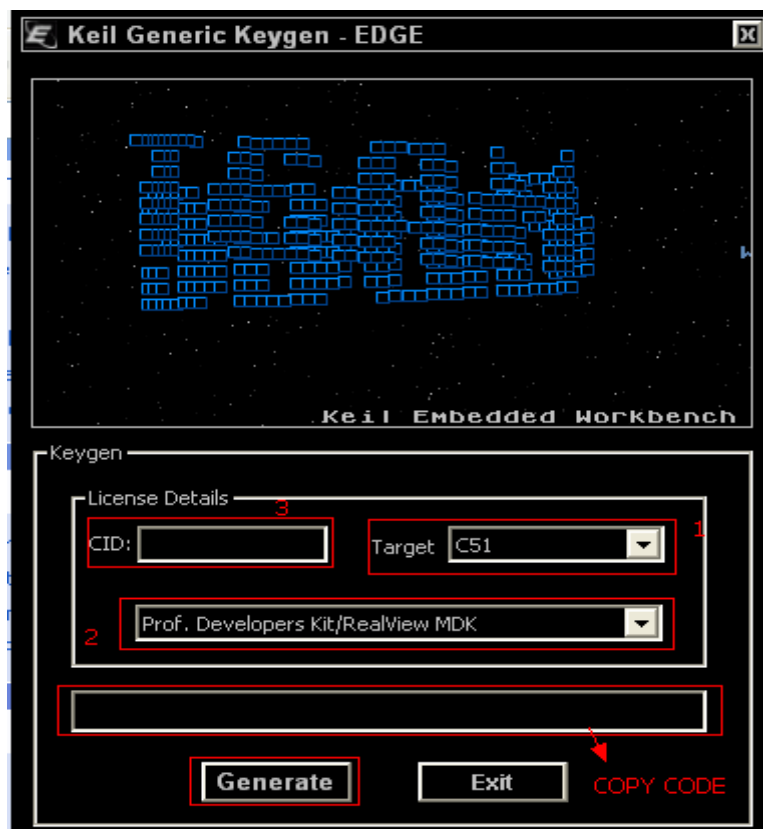 Keil Generic Keygen - EDGE
TEAM
Keil Embedded Workbench
Keygen
License Details
3
CID:
Target C51
1
2
Prof. Developers Kit/RealView MDK
Generate
Exit
COPY CODE